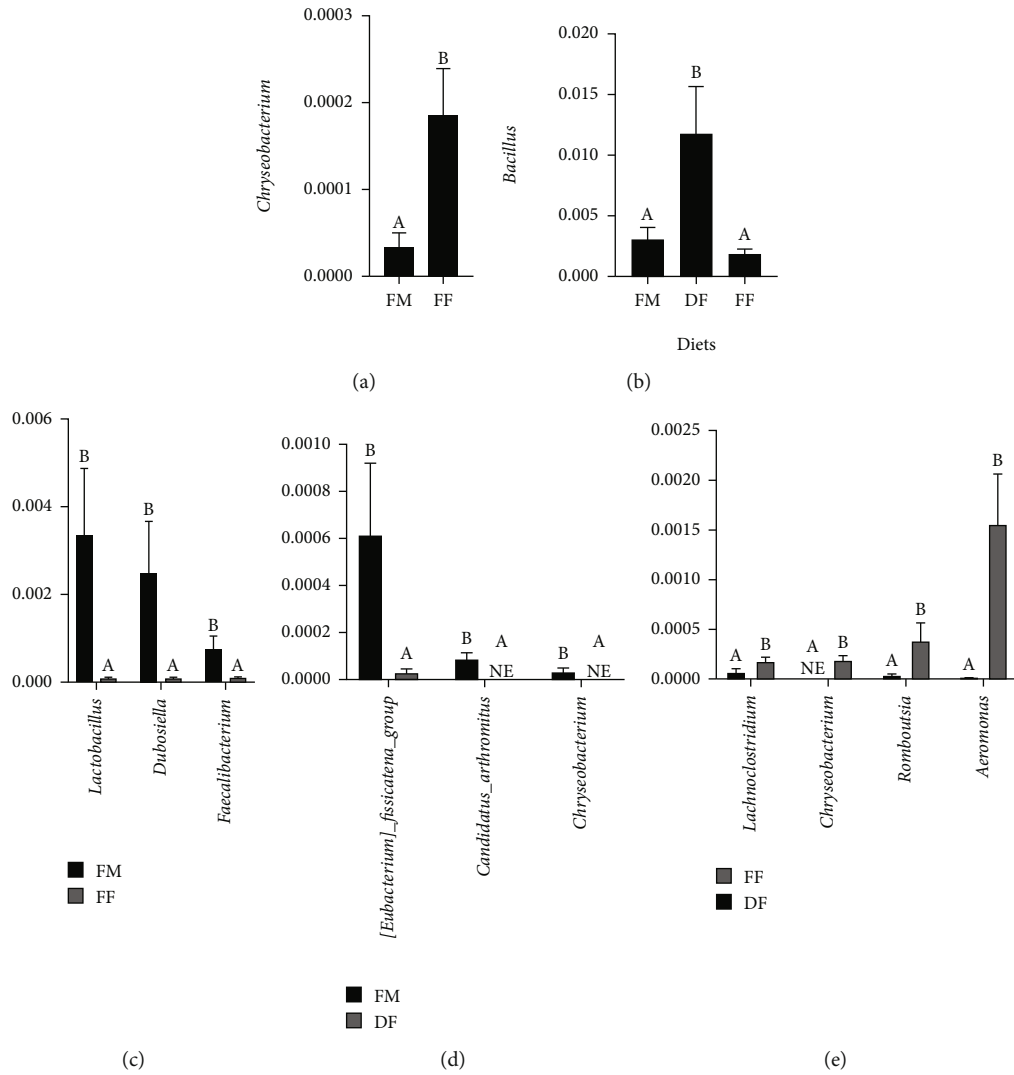 Chryseobacterium
0.0003
0.0002
0.0001
0.0000
A
B
FM
FF
(a)
Bacillus
0.020
0.015
0.010
0.005
0.000
A
B
A
FM
DF
FF
Diets
(b)
0.006
0.004
0.002
0.000
B
A
B
A
B
A
Lactobacillus
Dubosiella
Faecalibacterium
FM
FF
(c)
0.0010
0.0008
0.0006
0.0004
0.0002
0.0000
B
A
B
A
NE
B
A
NE
[Eubacterium]_fissicatena_group
Candidatus_arthromitus
Chryseobacterium
FM
DF
(d)
0.0025
0.0020
0.0015
0.0010
0.0005
0.0000
A
B
A
NE
B
A
B
A
B
Lachnoclostridium
Chryseobacterium
Romboutsia
Aeromonas
FF
DF
(e)